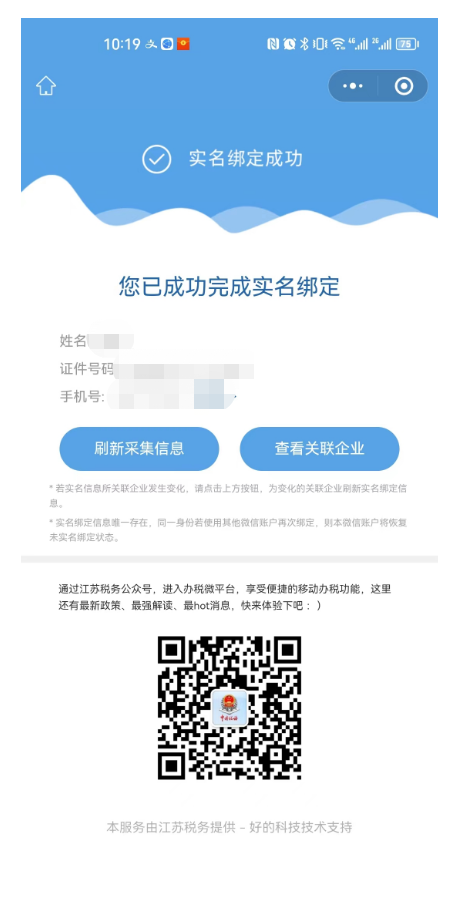 10:19
75
实名绑定成功
您已成功完成实名绑定
姓名
证件号码
手机号:
刷新采集信息
查看关联企业
* 若实名信息所关联企业发生变化，请点击上方按钮，为变化的关联企业刷新实名绑定信
息。
* 实名绑定信息唯一存在，同一身份若使用其他微信账户再次绑定，则本微信账户将恢复
未实名绑定状态。
通过江苏税务公众号，进入办税微平台，享受便捷的移动办税功能，这里
还有最新政策、最强解读、最hot消息，快来体验下吧：）
本服务由江苏税务提供 - 好的科技技术支持